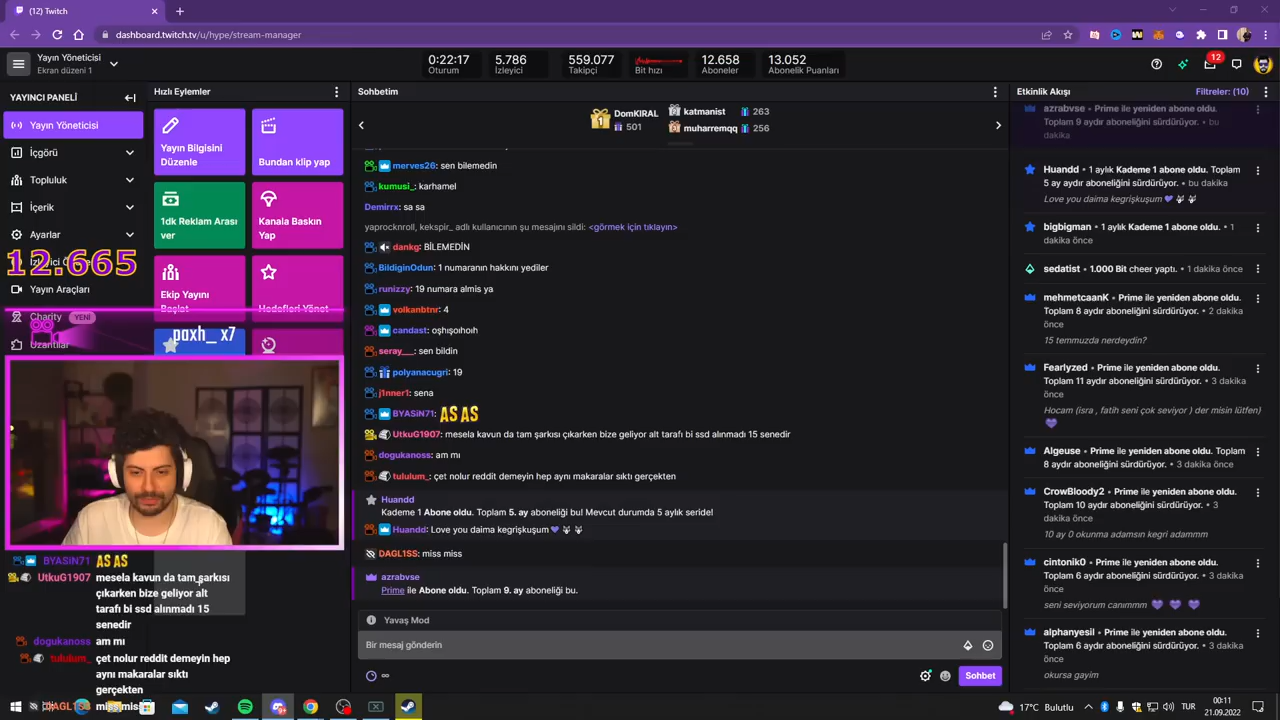 (12) Twitch
dashboard.twitch.tv/u/hype/stream-manager
Yayın Yöneticisi
Ekran düzeni 1
0:22:17
Oturum
5.786
İzleyici
559.077
Takipçi
Bit hızı
12.658
Aboneler
13.052
Abonelik Puanları
12
YAYINCI PANELİ
Yayın Yöneticisi
İçgörü
Topluluk
İçerik
Ayarlar
12.665
Yayın Araçları
Charity YENİ
Uzantılar
Hızlı Eylemler
Yayın Bilgisini
Düzenle
Bundan klip yap
1dk Reklam Arası
ver
Kanala Baskın
Yap
Ekip Yayını
Başlat
Hedefleri Yönet
paxh_x7
BYASiN71 AS AS
UtkuG1907 mesela kavun da tam şarkısı
çıkarken bize geliyor alt
tarafı bi ssd alınmadı 15
senedir
dogukanoss am mı
tululum_ çet nolur reddit demeyin hep
aynı makaralar sıktı
gerçekten
DAGL1SS miss miss
Sohbetim
DomKIRAL
501
katmanist 263
muharremqq 256
merves26: sen bilemedin
kumusi_: karhamel
Demirrx: sa sa
yaprocknroll, kekspir_ adlı kullanıcının şu mesajını sildi: <görmek için tıklayın>
dankg: BİLEMEDİN
BildiginOdun: 1 numaranın hakkını yediler
runizzy: 19 numara almis ya
volkanbtnr: 4
candast: oşhışoıhoıh
seray___: sen bildin
polyanacugri: 19
j1nner1: sena
BYASiN71: AS AS
UtkuG1907: mesela kavun da tam şarkısı çıkarken bize geliyor alt tarafı bi ssd alınmadı 15 senedir
dogukanoss: am mı
tululum_: çet nolur reddit demeyin hep aynı makaralar sıktı gerçekten
Huandd
Kademe 1 Abone oldu. Toplam 5. ay aboneliği bu! Mevcut durumda 5 aylık seride!
Huandd: Love you daima kegrişkuşum
DAGL1SS: miss miss
azrabvse
Prime ile Abone oldu. Toplam 9. ay aboneliği bu.
Yavaş Mod
Bir mesaj gönderin
∞
Sohbet
Etkinlik Akışı
Filtreler: (10)
azrabvse • Prime ile yeniden abone oldu.
Toplam 9 aydır aboneliğini sürdürüyor. • bu
dakika
Huandd • 1 aylık Kademe 1 abone oldu. Toplam
5 ay aydır aboneliği sürdürüyor. • bu dakika
Love you daima kegrişkuşum
bigbigman • 1 aylık Kademe 1 abone oldu. • 1
dakika önce
sedatist • 1.000 Bit cheer yaptı. • 1 dakika önce
mehmetcaanK • Prime ile yeniden abone oldu.
Toplam 8 aydır aboneliğini sürdürüyor. • 2 dakika
önce
15 temmuzda nerdeydin?
Fearlyzed • Prime ile yeniden abone oldu.
Toplam 11 aydır aboneliğini sürdürüyor. • 3 dakika
önce
Hocam (isra , fatih seni çok seviyor ) der misin lütfen)
Algeuse • Prime ile yeniden abone oldu. Toplam
8 aydır aboneliğini sürdürüyor. • 3 dakika önce
CrowBloody2 • Prime ile yeniden abone oldu.
Toplam 10 aydır aboneliğini sürdürüyor. • 3
dakika önce
10 ay 0 okunma adamsın kegri adammm
cintonik0 • Prime ile yeniden abone oldu.
Toplam 6 aydır aboneliğini sürdürüyor. • 3 dakika
önce
seni seviyorum canımmm
alphanyesil • Prime ile yeniden abone oldu.
Toplam 6 aydır aboneliğini sürdürüyor. • 3 dakika
önce
okursa gayim
17°C Bulutlu
TUR
00:11
21.09.2022